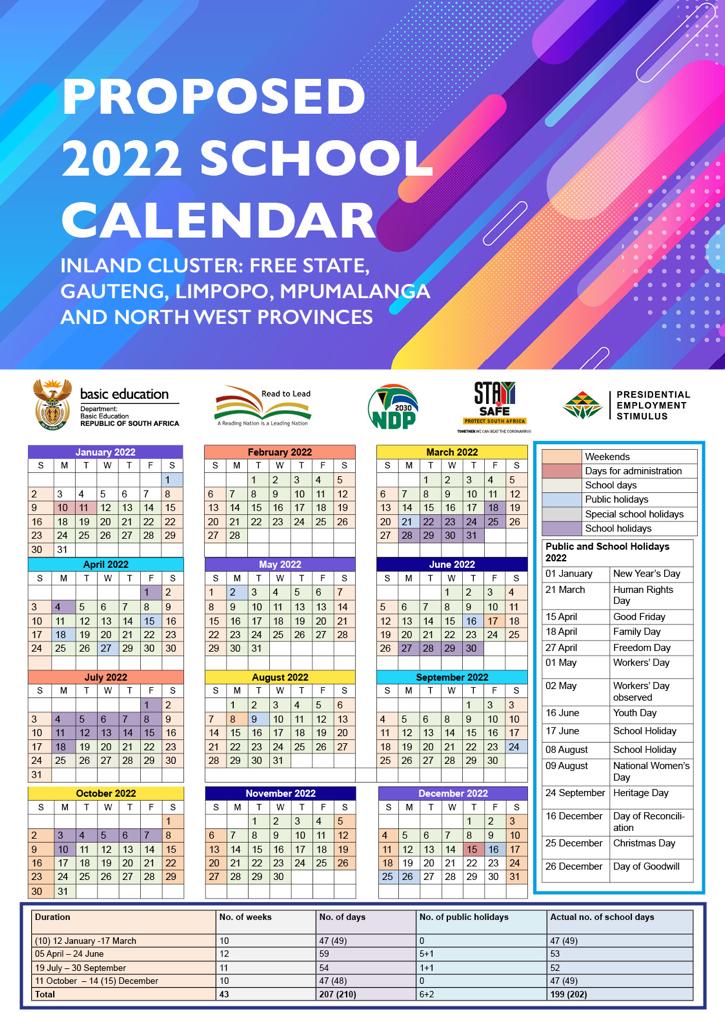 PROPOSED
2022 SCHOOL
CALENDAR
INLAND CLUSTER: FREE STATE,
GAUTENG, LIMPOPO, MPUMALANGA
AND NORTH WEST PROVINCES
basic education
Department:
Basic Education
REPUBLIC OF SOUTH AFRICA
Read to Lead
A Reading Nation is a Leading Nation
2030
NDP
STAY
SAFE
PROTECT SOUTH AFRICA
TOGETHER WE CAN BEAT THE CORONAVIRUS
PRESIDENTIAL
EMPLOYMENT
STIMULUS
January 2022
S M T W T F S
1
2 3 4 5 6 7 8
9 10 11 12 13 14 15
16 18 19 20 21 22 22
23 24 25 26 27 28 29
30 31
February 2022
S M T W T F S
1 2 3 4 5
6 7 8 9 10 11 12
13 14 15 16 17 18 19
20 21 22 23 24 25 26
27 28
March 2022
S M T W T F S
1 2 3 4 5
6 7 8 9 10 11 12
13 14 15 16 17 18 19
20 21 22 23 24 25 26
27 28 29 30 31
April 2022
S M T W T F S
1 2
3 4 5 6 7 8 9
10 11 12 13 14 15 16
17 18 19 20 21 22 23
24 25 26 27 28 29 30
May 2022
S M T W T F S
1 2 3 4 5 6 7
8 9 10 11 12 13 14
15 16 17 18 19 20 21
22 23 24 25 26 27 28
29 30 31
June 2022
S M T W T F S
1 2 3 4
5 6 7 8 9 10 11
12 13 14 15 16 17 18
19 20 21 22 23 24 25
26 27 28 29 30
July 2022
S M T W T F S
1 2
3 4 5 6 7 8 9
10 11 12 13 14 15 16
17 18 19 20 21 22 23
24 25 26 27 28 29 30
31
August 2022
S M T W T F S
1 2 3 4 5 6
7 8 9 10 11 12 13
14 15 16 17 18 19 20
21 22 23 24 25 26 27
28 29 30 31
September 2022
S M T W T F S
1 2 3
4 5 6 7 8 9 10
11 12 13 14 15 16 17
18 19 20 21 22 23 24
25 26 27 28 29 30
October 2022
S M T W T F S
1
2 3 4 5 6 7 8
9 10 11 12 13 14 15
16 17 18 19 20 21 22
23 24 25 26 27 28 29
30 31
November 2022
S M T W T F S
1 2 3 4 5
6 7 8 9 10 11 12
13 14 15 16 17 18 19
20 21 22 23 24 25 26
27 28 29 30
December 2022
S M T W T F S
1 2 3
4 5 6 7 8 9 10
11 12 13 14 15 16 17
18 19 20 21 22 23 24
25 26 27 28 29 30 31
Weekends
Days for administration
School days
Public holidays
Special school holidays
School holidays
Public and School Holidays
2022
01 January New Year's Day
21 March Human Rights
Day
15 April Good Friday
18 April Family Day
27 April Freedom Day
01 May Workers' Day
02 May Workers' Day
observed
16 June Youth Day
17 June School Holiday
08 August School Holiday
09 August National Women's
Day
24 September Heritage Day
16 December Day of Reconcili-
ation
25 December Christmas Day
26 December Day of Goodwill
Duration No. of weeks No. of days No. of public holidays Actual no. of school days
(10) 12 January -17 March 10 47 (49) 0 47 (49)
05 April – 24 June 12 59 5+1 53
19 July – 30 September 11 54 1+1 52
11 October – 14 (15) December 10 47 (48) 0 47 (49)
Total 43 207 (210) 6+2 199 (202)